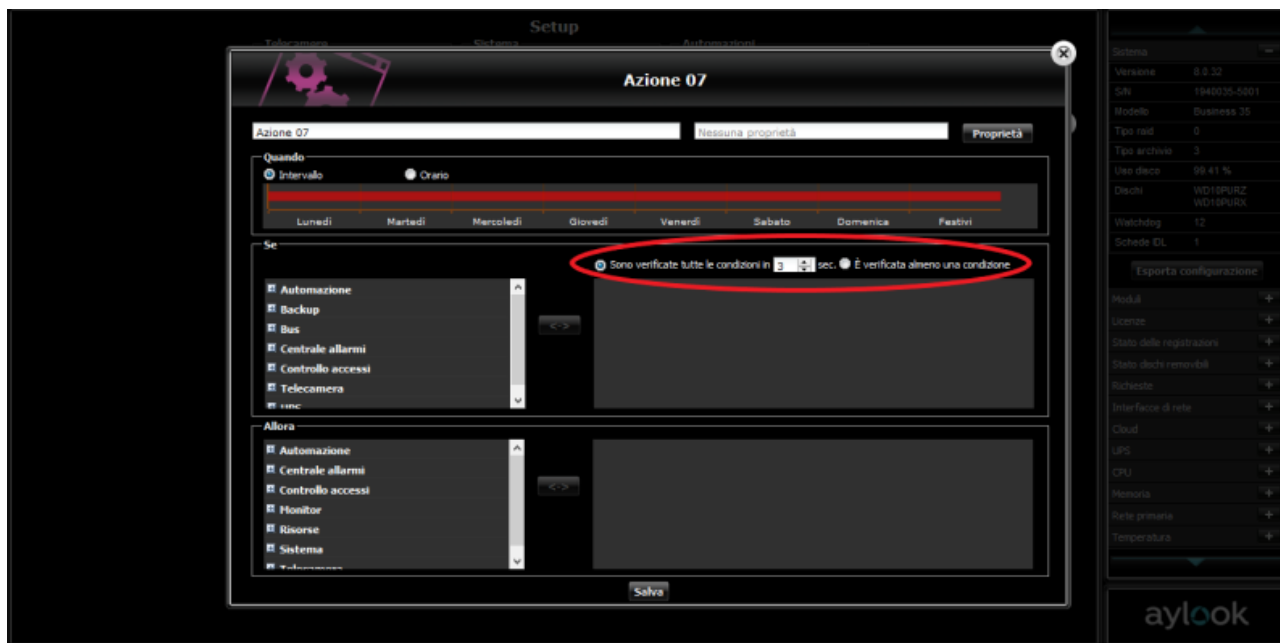 Setup
Telecamere Sistema Automazioni
Azione 07
Azione 07 Nessuna proprietà Proprietà
Quando
Intervallo Orario
Lunedì Martedì Mercoledì Giovedì Venerdì Sabato Domenica Festivi
Se
Sono verificate tutte le condizioni in 3 sec. È verificata almeno una condizione
Automazione
Backup
Bus
Centrale allarmi
Controllo accessi
Telecamera
UPS
<->
Allora
Automazione
Centrale allarmi
Controllo accessi
Monitor
Risorse
Sistema
Telecamera
<->
Salva
Sistema
Versione 8.0.32
S/N 1940035-5001
Modello Business 35
Tipo raid 0
Tipo archivio 3
Uso disco 99.41 %
Dischi WD10PURZ
WD10PURX
Watchdog 12
Schede IDL 1
Esporta configurazione
Moduli
Licenze
Stato delle registrazioni
Stato dischi removibili
Richieste
Interfacce di rete
Cloud
UPS
CPU
Memoria
Rete primaria
Temperatura
aylook